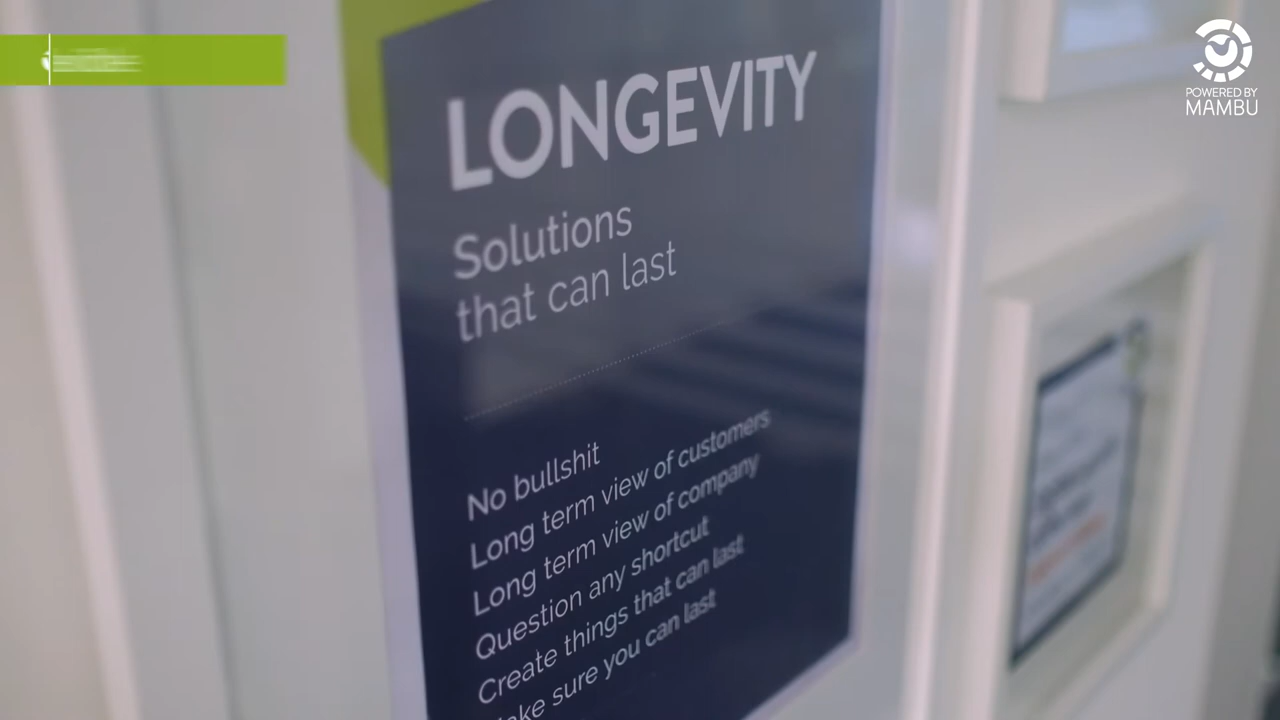 LONGEVITY
Solutions
that can last
No bullshit
Long term view of customers
Long term view of company
Question any shortcut
Create things that can last
Make sure you can last
POWERED BY
MAMBU